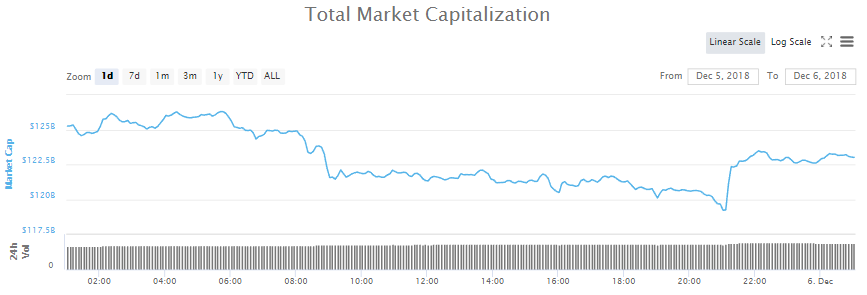 Total Market Capitalization
Linear Scale Log Scale
Zoom 1d 7d 1m 3m 1y YTD ALL From Dec 5, 2018 To Dec 6, 2018
Market Cap
$125B
$122.5B
$120B
$117.5B
24h Vol
0
02:00 04:00 06:00 08:00 10:00 12:00 14:00 16:00 18:00 20:00 22:00 6. Dec